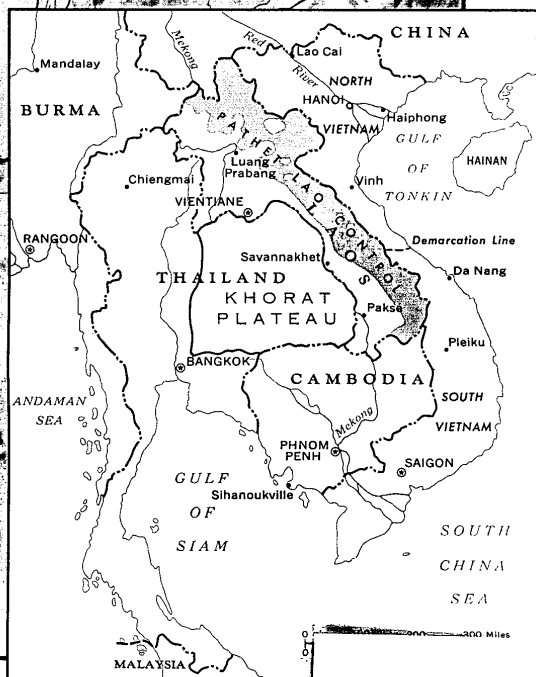 CHINA
Mekong
Red
River
Lao Cai
Mandalay
NORTH
VIETNAM
HANOI
Haiphong
BURMA
PATHET LAO CONTROL
LAOS
GULF
OF
TONKIN
HAINAN
Luang
Prabang
Chiengmai
Vinh
VIENTIANE
RANGOON
Demarcation Line
Savannakhet
Da Nang
THAILAND
KHORAT
PLATEAU
Pakse
Pleiku
BANGKOK
CAMBODIA
ANDAMAN
SEA
SOUTH
VIETNAM
Mekong
PHNOM
PENH
SAIGON
GULF
OF
SIAM
Sihanoukville
SOUTH
CHINA
SEA
0
300 Miles
0
MALAYSIA